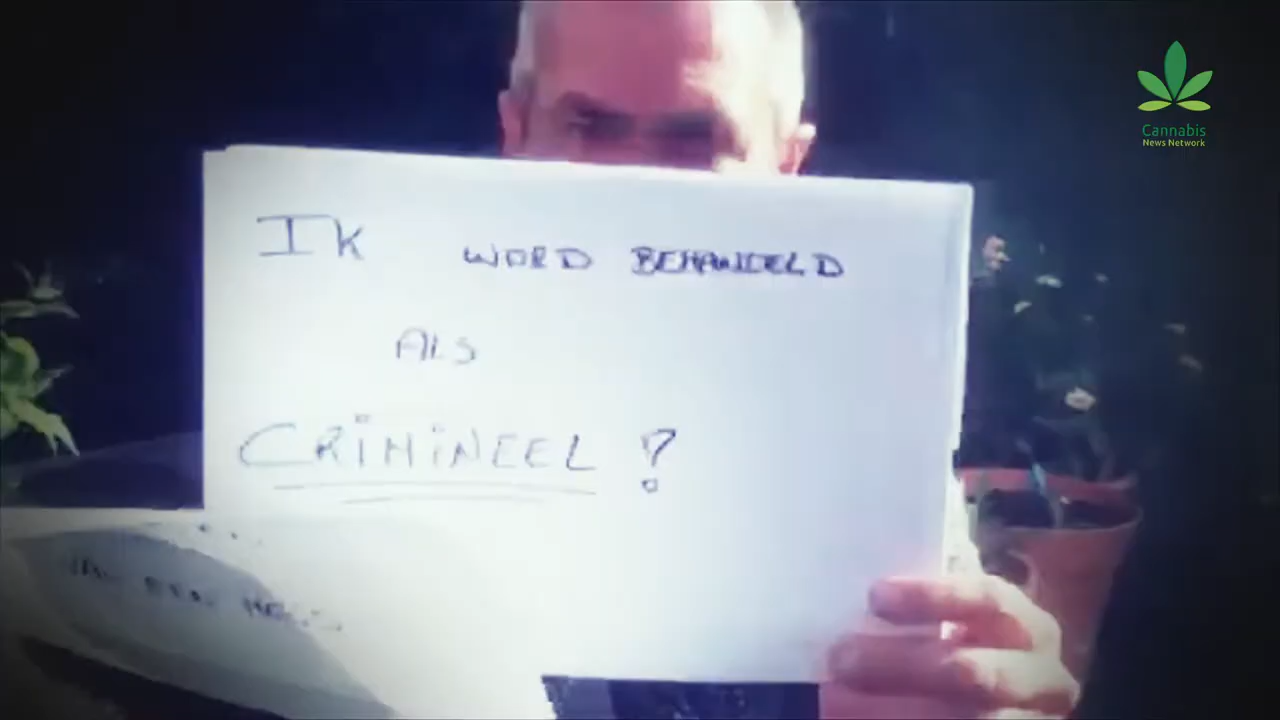 Cannabis
News Network
IK WORD BEHANDELD
ALS
CRIMINEEL?